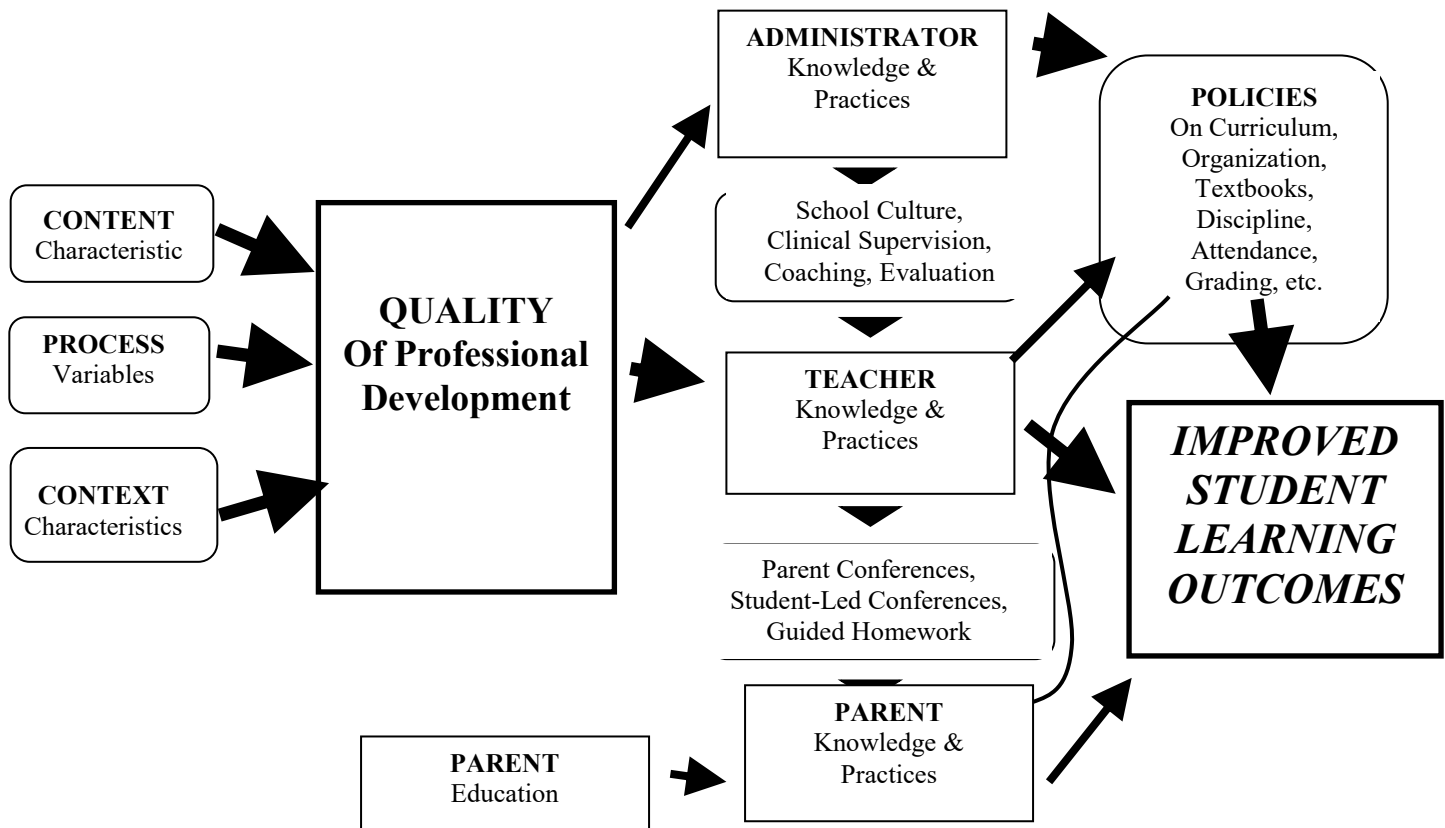 CONTENT
Characteristic
PROCESS
Variables
CONTEXT
Characteristics
QUALITY
Of Professional
Development
ADMINISTRATOR
Knowledge &
Practices
School Culture,
Clinical Supervision,
Coaching, Evaluation
TEACHER
Knowledge &
Practices
Parent Conferences,
Student-Led Conferences,
Guided Homework
PARENT
Education
PARENT
Knowledge &
Practices
POLICIES
On Curriculum,
Organization,
Textbooks,
Discipline,
Attendance,
Grading, etc.
IMPROVED
STUDENT
LEARNING
OUTCOMES